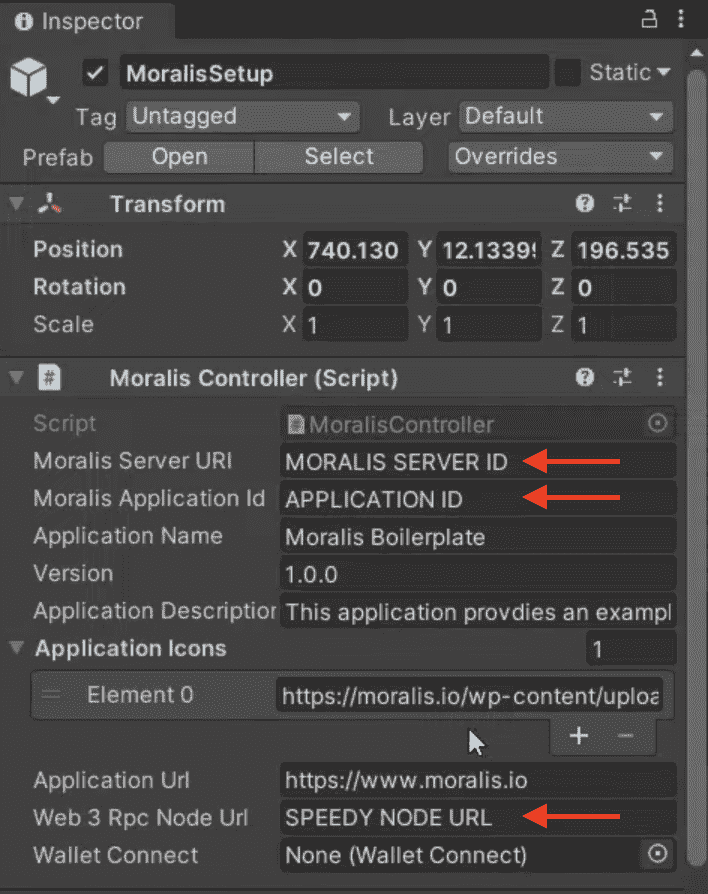 Inspector
MoralisSetup Static
Tag Untagged Layer Default
Prefab Open Select Overrides
Transform
Position X 740.130 Y 12.13399 Z 196.535
Rotation X 0 Y 0 Z 0
Scale X 1 Y 1 Z 1
# Moralis Controller (Script)
Script # MoralisController
Moralis Server URI MORALIS SERVER ID
Moralis Application Id APPLICATION ID
Application Name Moralis Boilerplate
Version 1.0.0
Application Description This application provdies an exampl
Application Icons 1
Element 0 https://moralis.io/wp-content/uploa
+ −
Application Url https://www.moralis.io
Web 3 Rpc Node Url SPEEDY NODE URL
Wallet Connect None (Wallet Connect)